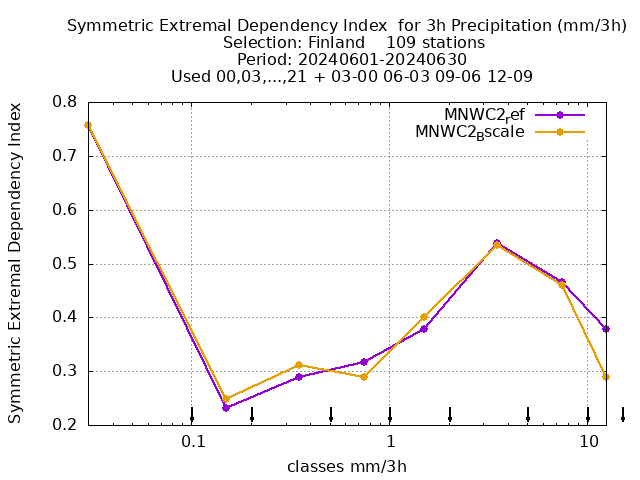 Symmetric Extremal Dependency Index  for 3h Precipitation (mm/3h)
Selection: Finland    109 stations
Period: 20240601-20240630
Used 00,03,...,21 + 03-00 06-03 09-06 12-09
MNWC2ref
MNWC2Bscale
Symmetric Extremal Dependency Index
0.8
0.7
0.6
0.5
0.4
0.3
0.2
0.1 1 10
classes mm/3h